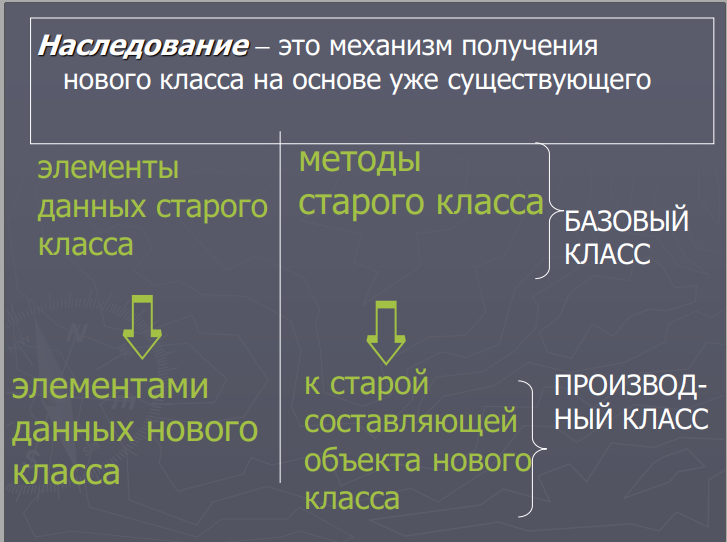 Наследование – это механизм получения
нового класса на основе уже существующего
элементы
данных старого
класса
методы
старого класса
БАЗОВЫЙ
КЛАСС
элементами
данных нового
класса
к старой
составляющей
объекта нового
класса
ПРОИЗВОД-
НЫЙ КЛАСС